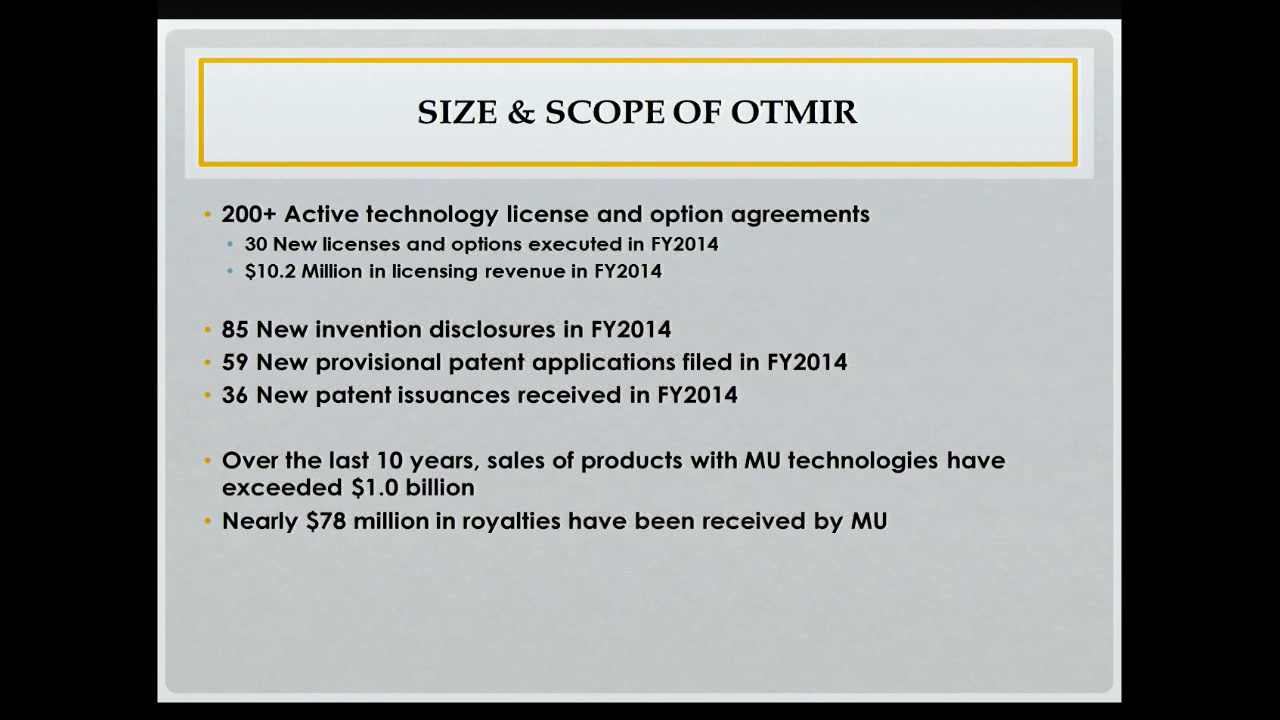 SIZE & SCOPE OF OTMIR
• 200+ Active technology license and option agreements
• 30 New licenses and options executed in FY2014
• $10.2 Million in licensing revenue in FY2014
• 85 New invention disclosures in FY2014
• 59 New provisional patent applications filed in FY2014
• 36 New patent issuances received in FY2014
• Over the last 10 years, sales of products with MU technologies have
exceeded $1.0 billion
• Nearly $78 million in royalties have been received by MU